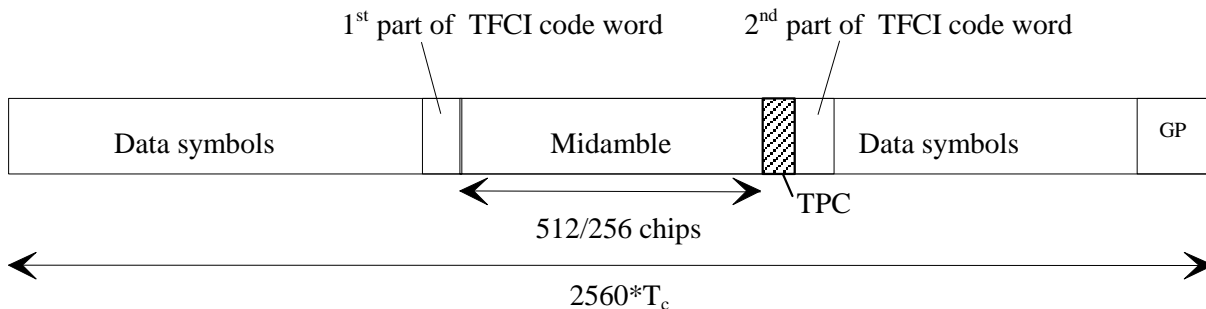 1st part of TFCI code word
2nd part of TFCI code word
Data symbols
Midamble
Data symbols
GP
TPC
512/256 chips
2560*Tc